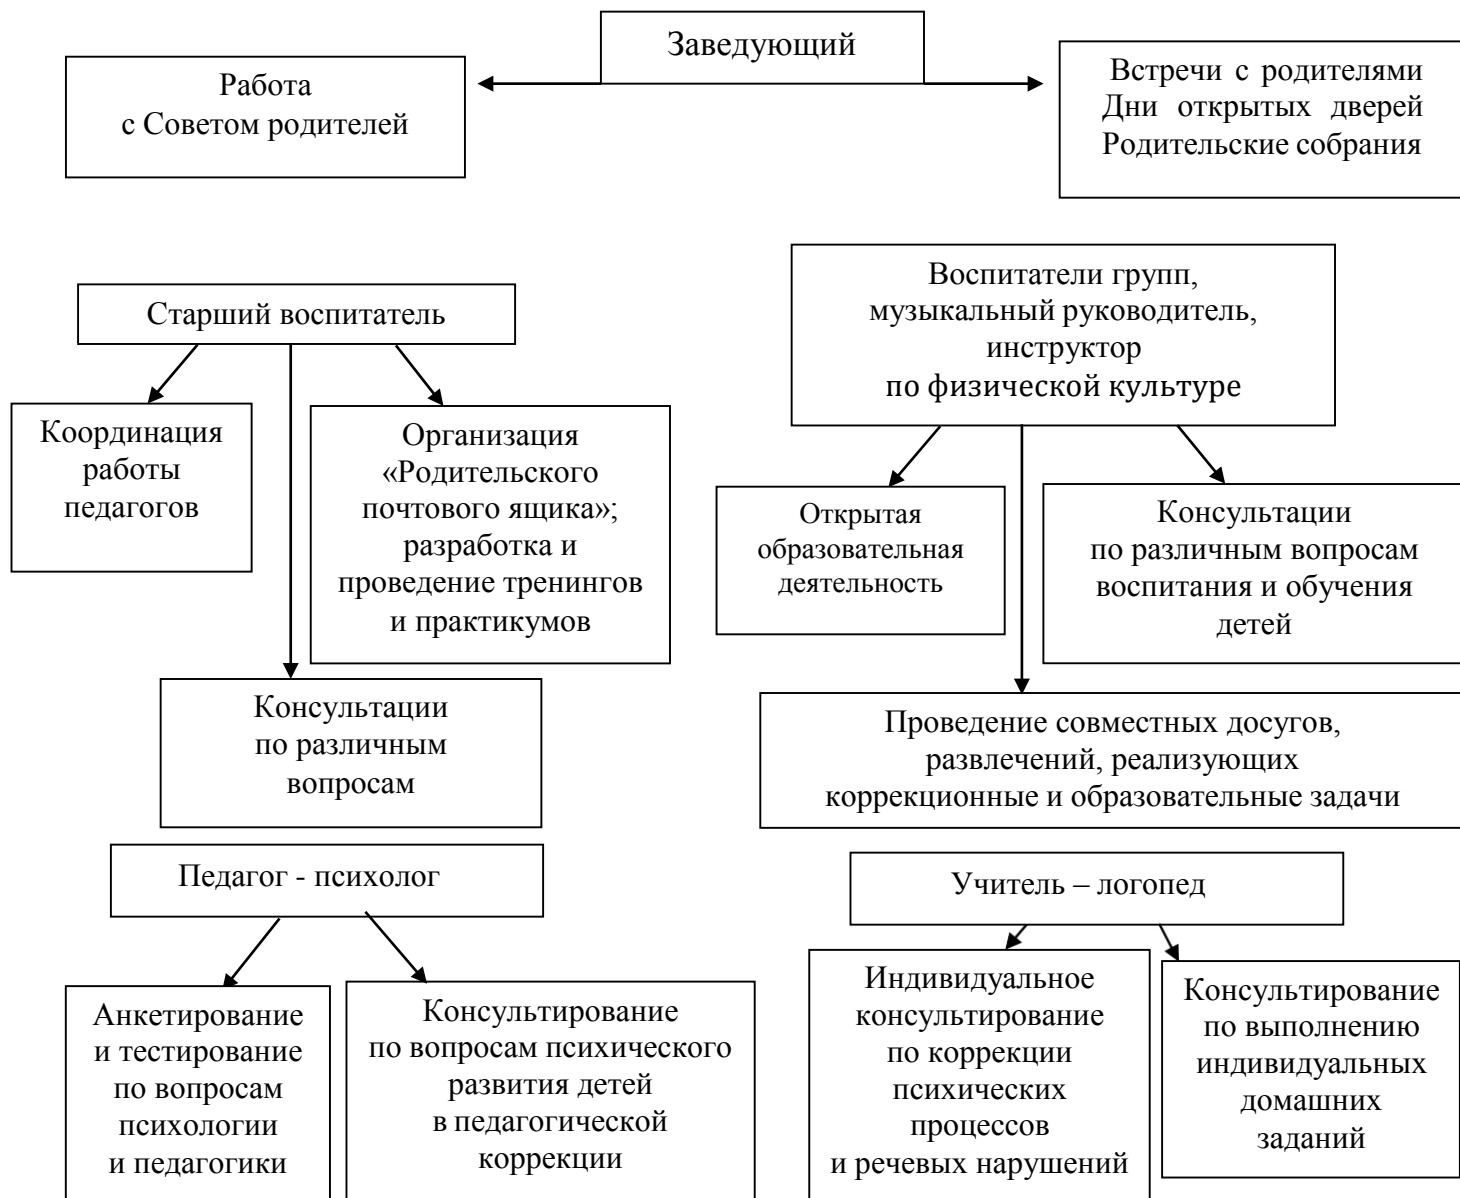 Заведующий
Работа
с Советом родителей
Встречи с родителями
Дни открытых дверей
Родительские собрания
Старший воспитатель
Координация
работы
педагогов
Организация
«Родительского
почтового ящика»;
разработка и
проведение тренингов
и практикумов
Консультации
по различным
вопросам
Воспитатели групп,
музыкальный руководитель,
инструктор
по физической культуре
Открытая
образовательная
деятельность
Консультации
по различным вопросам
воспитания и обучения
детей
Проведение совместных досугов,
развлечений, реализующих
коррекционные и образовательные задачи
Педагог - психолог
Анкетирование
и тестирование
по вопросам
психологии
и педагогики
Консультирование
по вопросам психического
развития детей
в педагогической
коррекции
Учитель – логопед
Индивидуальное
консультирование
по коррекции
психических
процессов
и речевых нарушений
Консультирование
по выполнению
индивидуальных
домашних
заданий